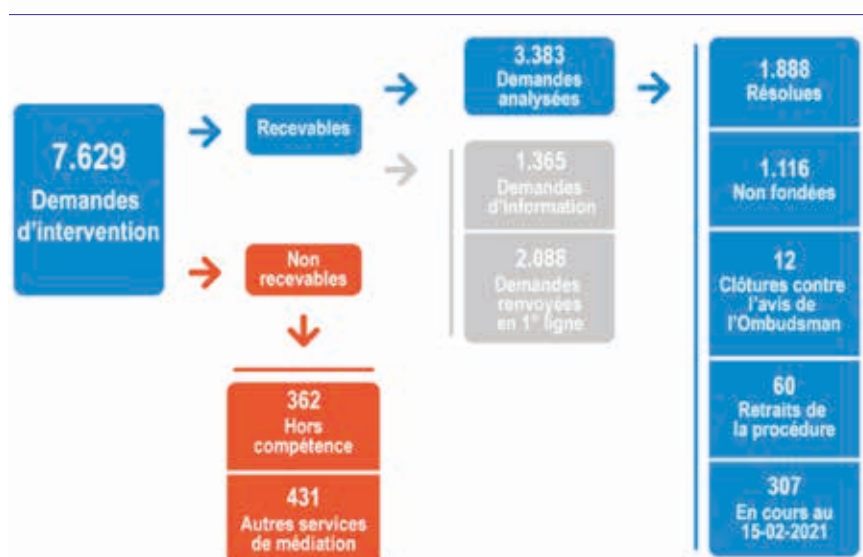 7.629
Demandes
d'intervention
Recevables
Non
recevables
362
Hors
compétence
431
Autres services
de médiation
3.383
Demandes
analysées
1.365
Demandes
d'information
2.088
Demandes
renvoyées
en 1° ligne
1.888
Résolues
1.116
Non fondées
12
Clôtures contre
l'avis de
l'Ombudsman
60
Retraits de
la procédure
307
En cours au
15-02-2021